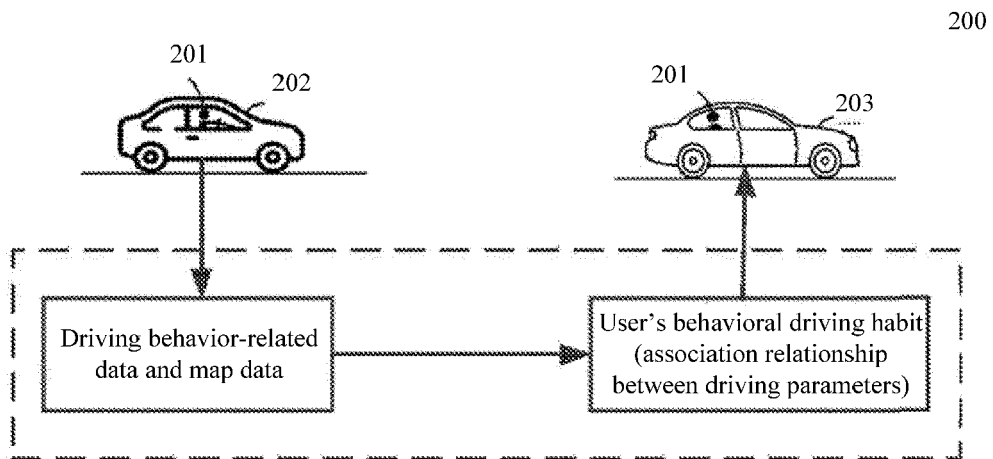 200
201
202
201
203
Driving behavior-related
data and map data
User's behavioral driving habit
(association relationship
between driving parameters)